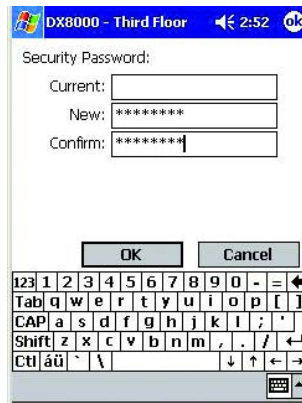 DX8000 - Third Floor 2:52 ok
Security Password:
Current:
New: ********
Confirm: ********
OK Cancel
123 1 2 3 4 5 6 7 8 9 0 - =
Tab q w e r t y u i o p [ ]
CAP a s d f g h j k l ; '
Shift z x c v b n m , . /
Ctl áü ` \